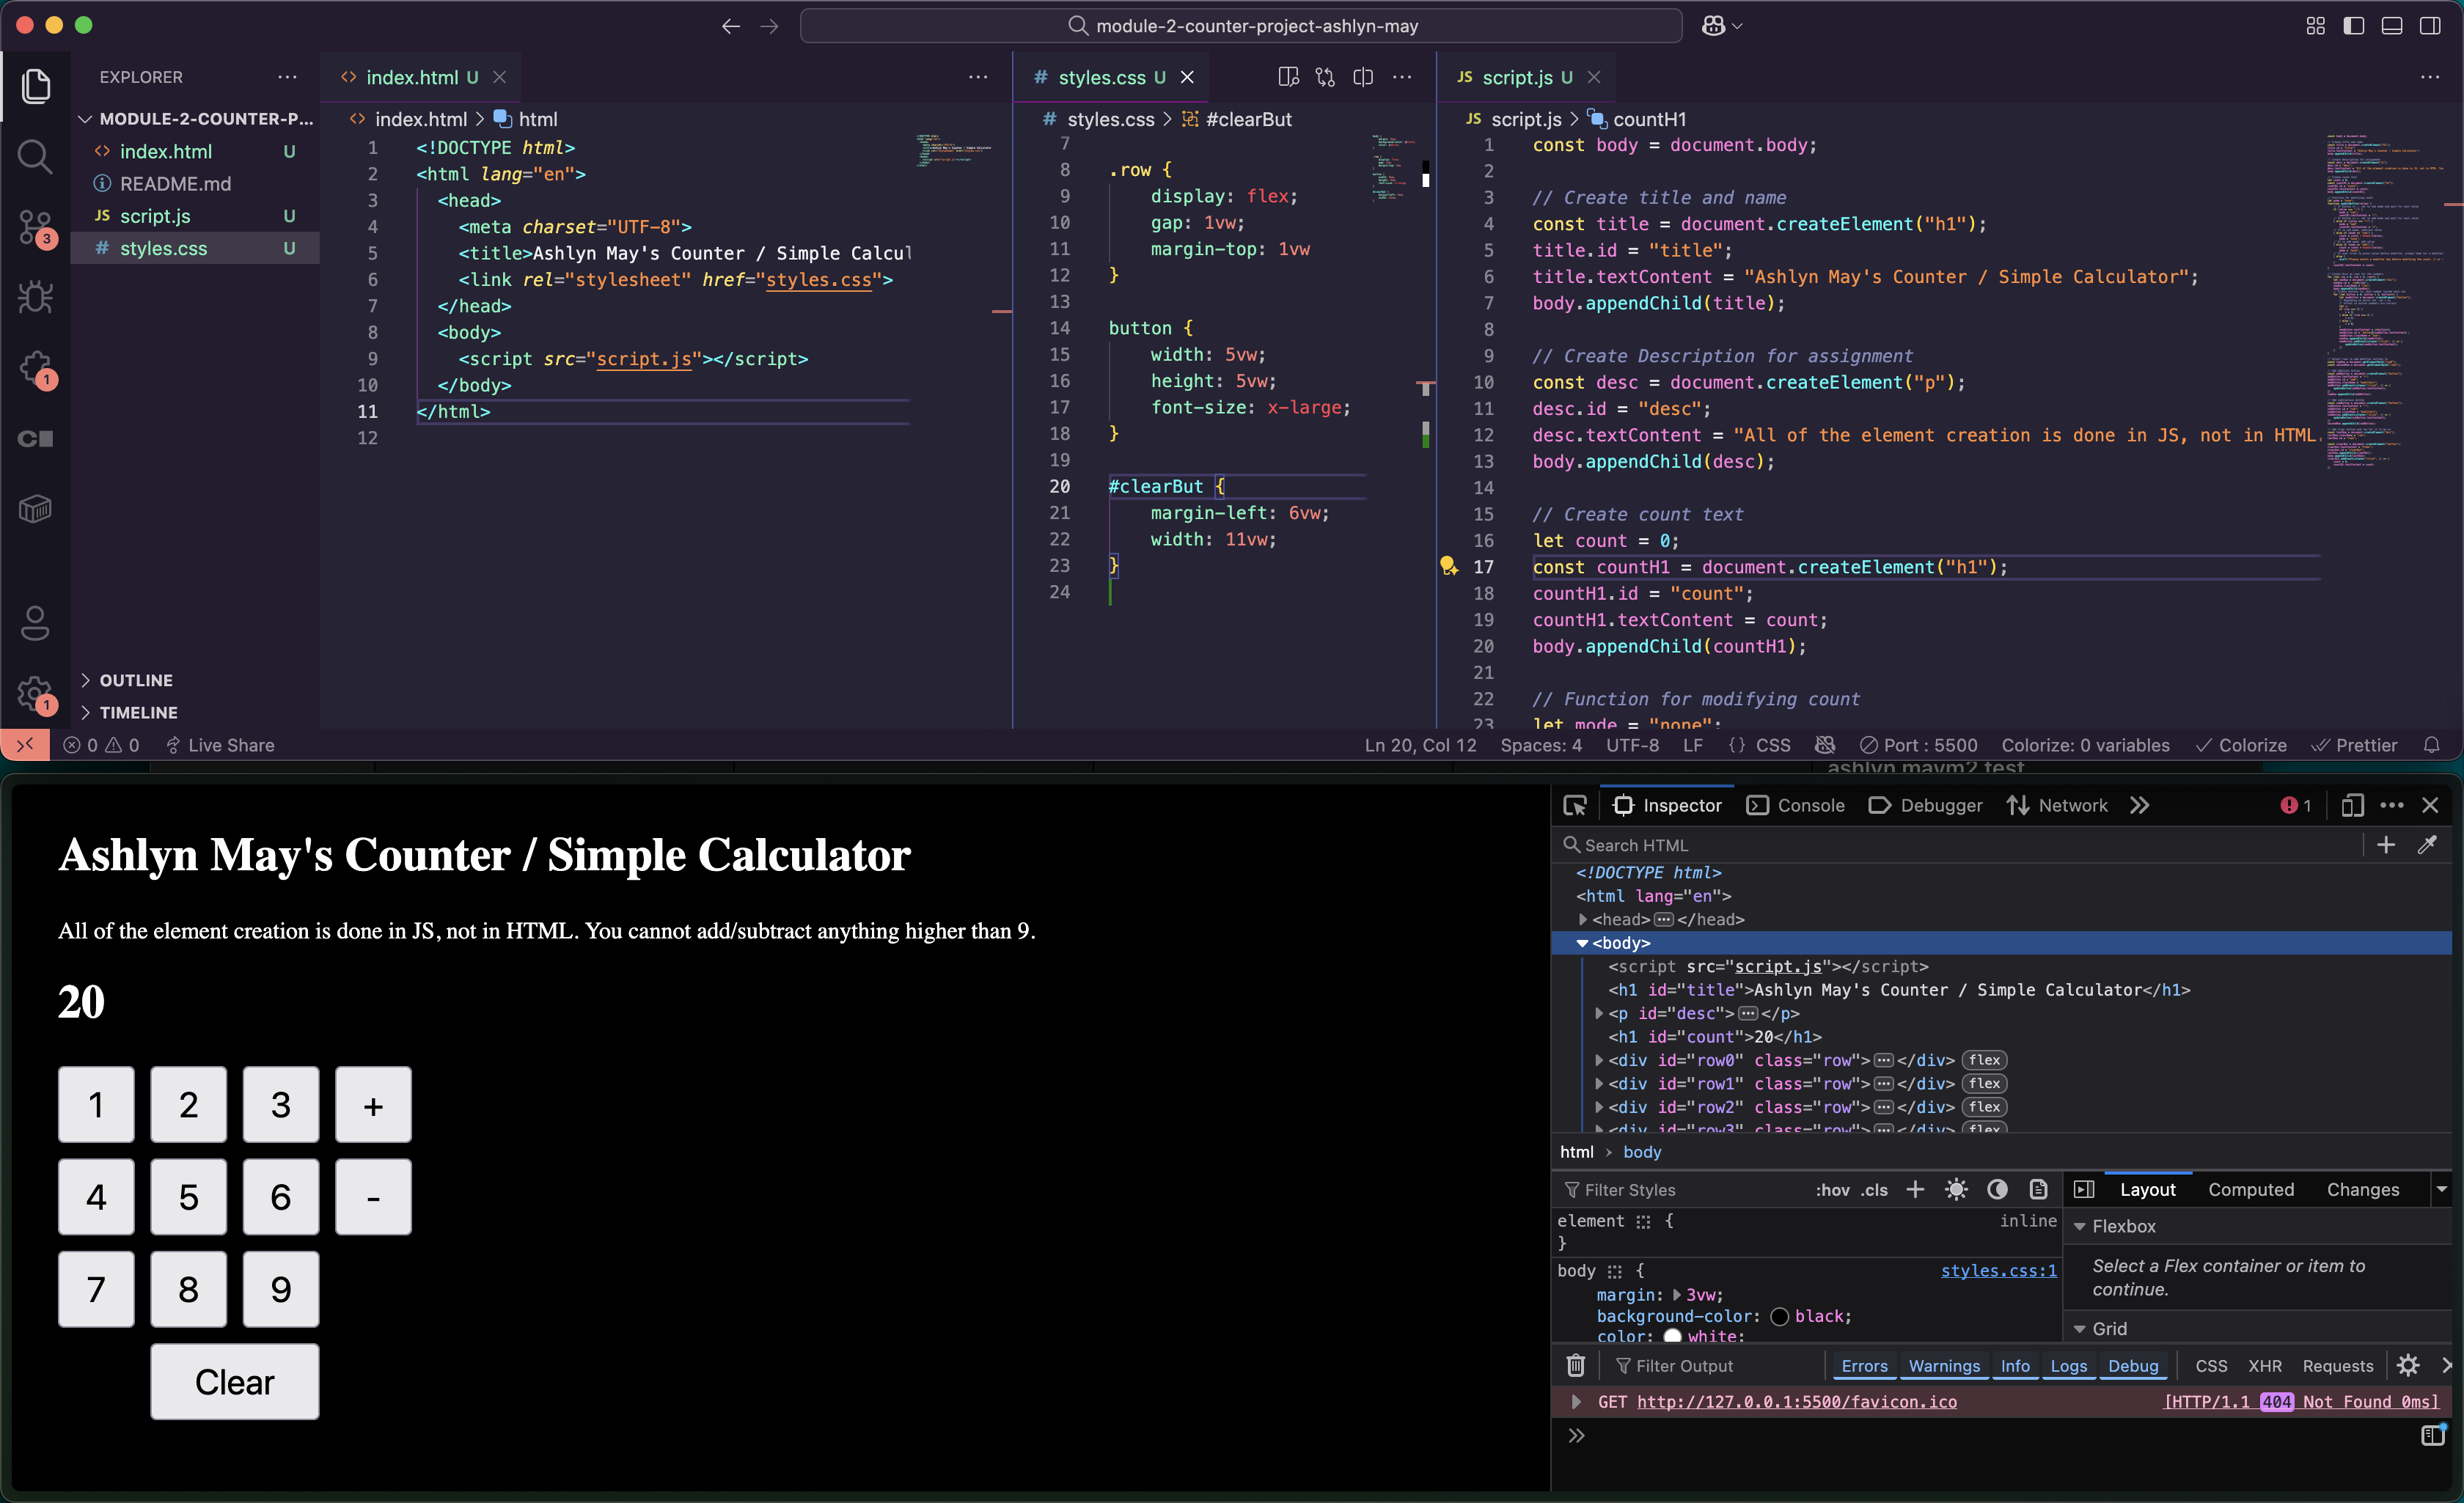 module-2-counter-project-ashlyn-may
EXPLORER
MODULE-2-COUNTER-P...
index.html U
README.md
JS script.js U
# styles.css U
3
1
1
OUTLINE
TIMELINE
index.html U
index.html > html
1 <!DOCTYPE html>
2 <html lang="en">
3 <head>
4 <meta charset="UTF-8">
5 <title>Ashlyn May's Counter / Simple Calcul
6 <link rel="stylesheet" href="styles.css">
7 </head>
8 <body>
9 <script src="script.js"></script>
10 </body>
11 </html>
12
# styles.css U
# styles.css > #clearBut
7
8 .row {
9 display: flex;
10 gap: 1vw;
11 margin-top: 1vw
12 }
13
14 button {
15 width: 5vw;
16 height: 5vw;
17 font-size: x-large;
18 }
19
20 #clearBut {
21 margin-left: 6vw;
22 width: 11vw;
23 }
24
JS script.js U
JS script.js > countH1
1 const body = document.body;
2
3 // Create title and name
4 const title = document.createElement("h1");
5 title.id = "title";
6 title.textContent = "Ashlyn May's Counter / Simple Calculator";
7 body.appendChild(title);
8
9 // Create Description for assignment
10 const desc = document.createElement("p");
11 desc.id = "desc";
12 desc.textContent = "All of the element creation is done in JS, not in HTML.
13 body.appendChild(desc);
14
15 // Create count text
16 let count = 0;
17 const countH1 = document.createElement("h1");
18 countH1.id = "count";
19 countH1.textContent = count;
20 body.appendChild(countH1);
21
22 // Function for modifying count
23 let mode = "none";
0 0 Live Share
Ln 20, Col 12 Spaces: 4 UTF-8 LF {} CSS Port : 5500 Colorize: 0 variables Colorize Prettier
ashlyn maym2 test
Ashlyn May's Counter / Simple Calculator
All of the element creation is done in JS, not in HTML. You cannot add/subtract anything higher than 9.
20
1 2 3 +
4 5 6 -
7 8 9
Clear
Inspector Console Debugger Network 1
Search HTML
<!DOCTYPE html>
<html lang="en">
<head>...</head>
<body>
<script src="script.js"></script>
<h1 id="title">Ashlyn May's Counter / Simple Calculator</h1>
<p id="desc">...</p>
<h1 id="count">20</h1>
<div id="row0" class="row">...</div> flex
<div id="row1" class="row">...</div> flex
<div id="row2" class="row">...</div> flex
<div id="row3" class="row">...</div> flex
html > body
Filter Styles :hov .cls
element { inline
}
body { styles.css:1
margin: 3vw;
background-color: black;
color: white;
Layout Computed Changes
Flexbox
Select a Flex container or item to
continue.
Grid
Filter Output Errors Warnings Info Logs Debug CSS XHR Requests
GET http://127.0.0.1:5500/favicon.ico [HTTP/1.1 404 Not Found 0ms]